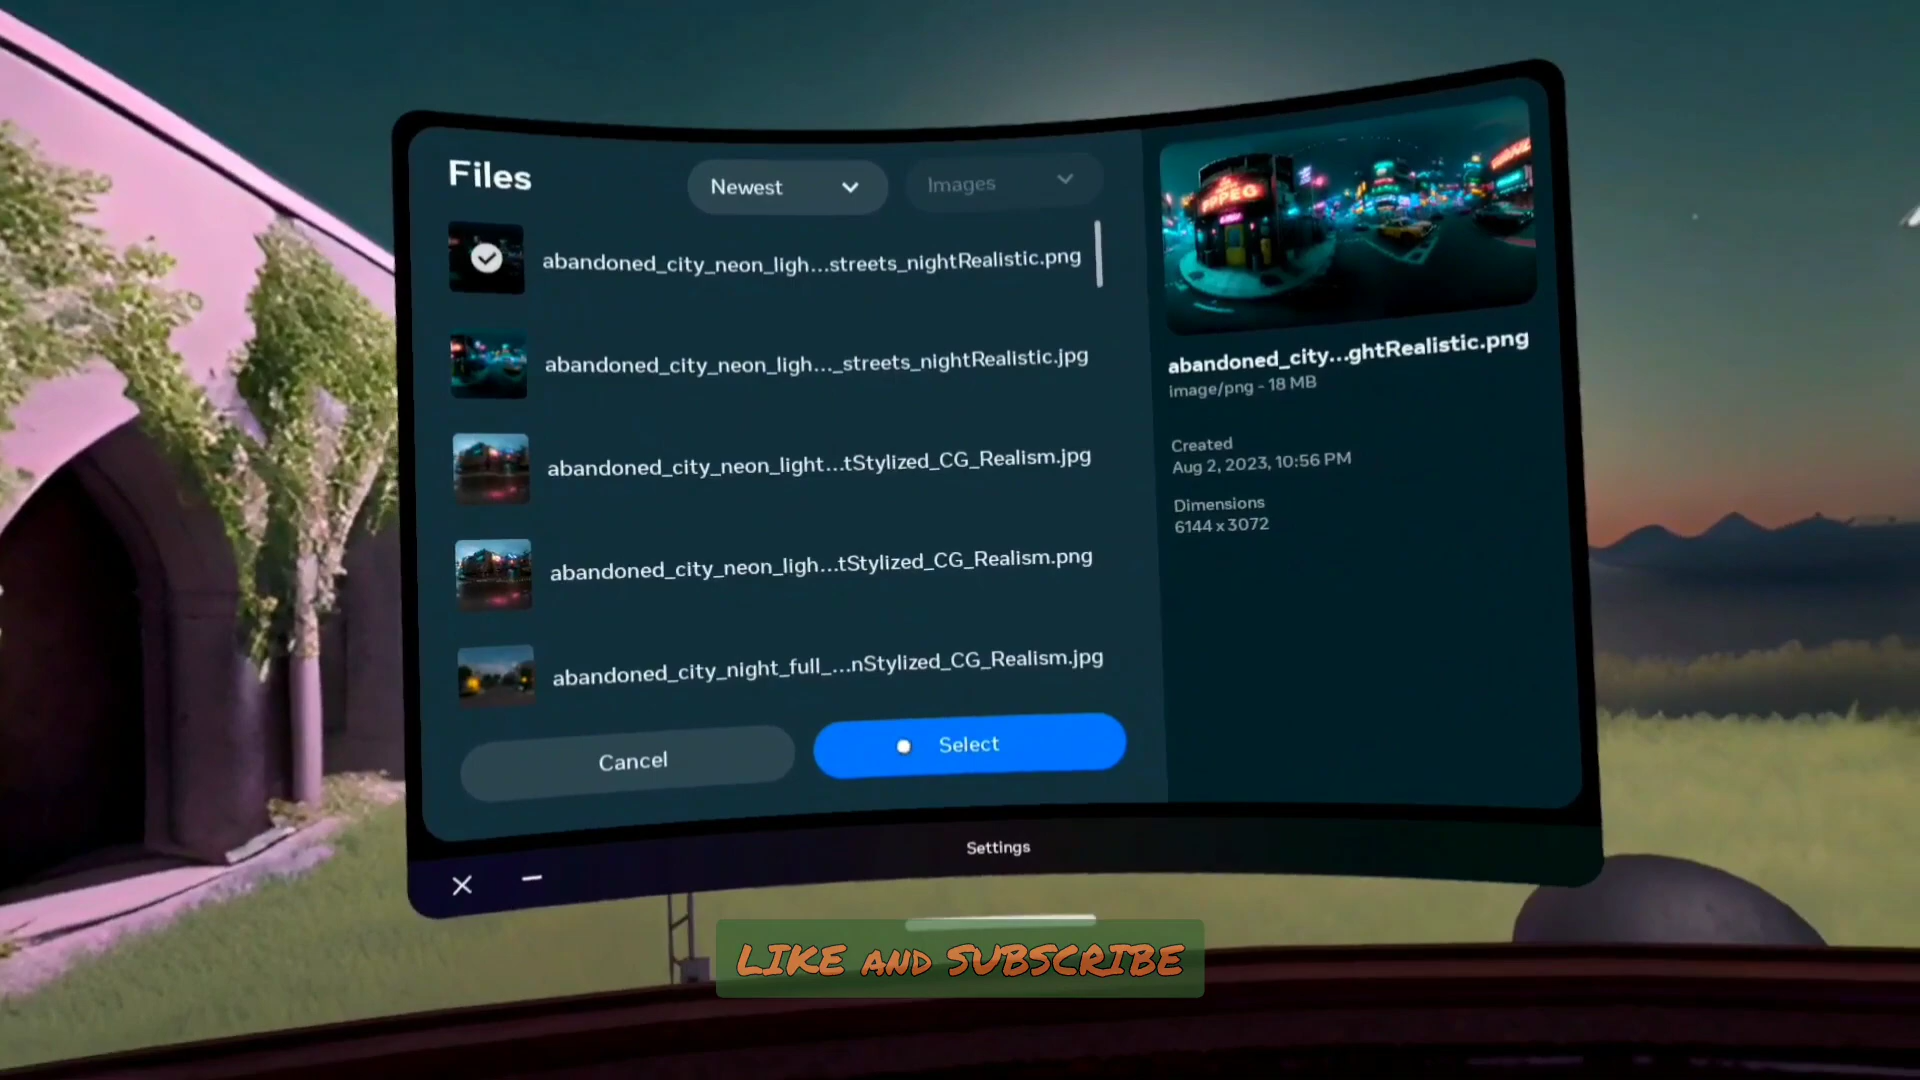 Files
Newest
Images
abandoned_city_neon_ligh...streets_nightRealistic.png
abandoned_city_neon_ligh..._streets_nightRealistic.jpg
abandoned_city_neon_light...tStylized_CG_Realism.jpg
abandoned_city_neon_ligh...tStylized_CG_Realism.png
abandoned_city_night_full_...nStylized_CG_Realism.jpg
Cancel
Select
abandoned_city...ghtRealistic.png
image/png - 18 MB
Created
Aug 2, 2023, 10:56 PM
Dimensions
6144 x 3072
Settings
LIKE AND SUBSCRIBE